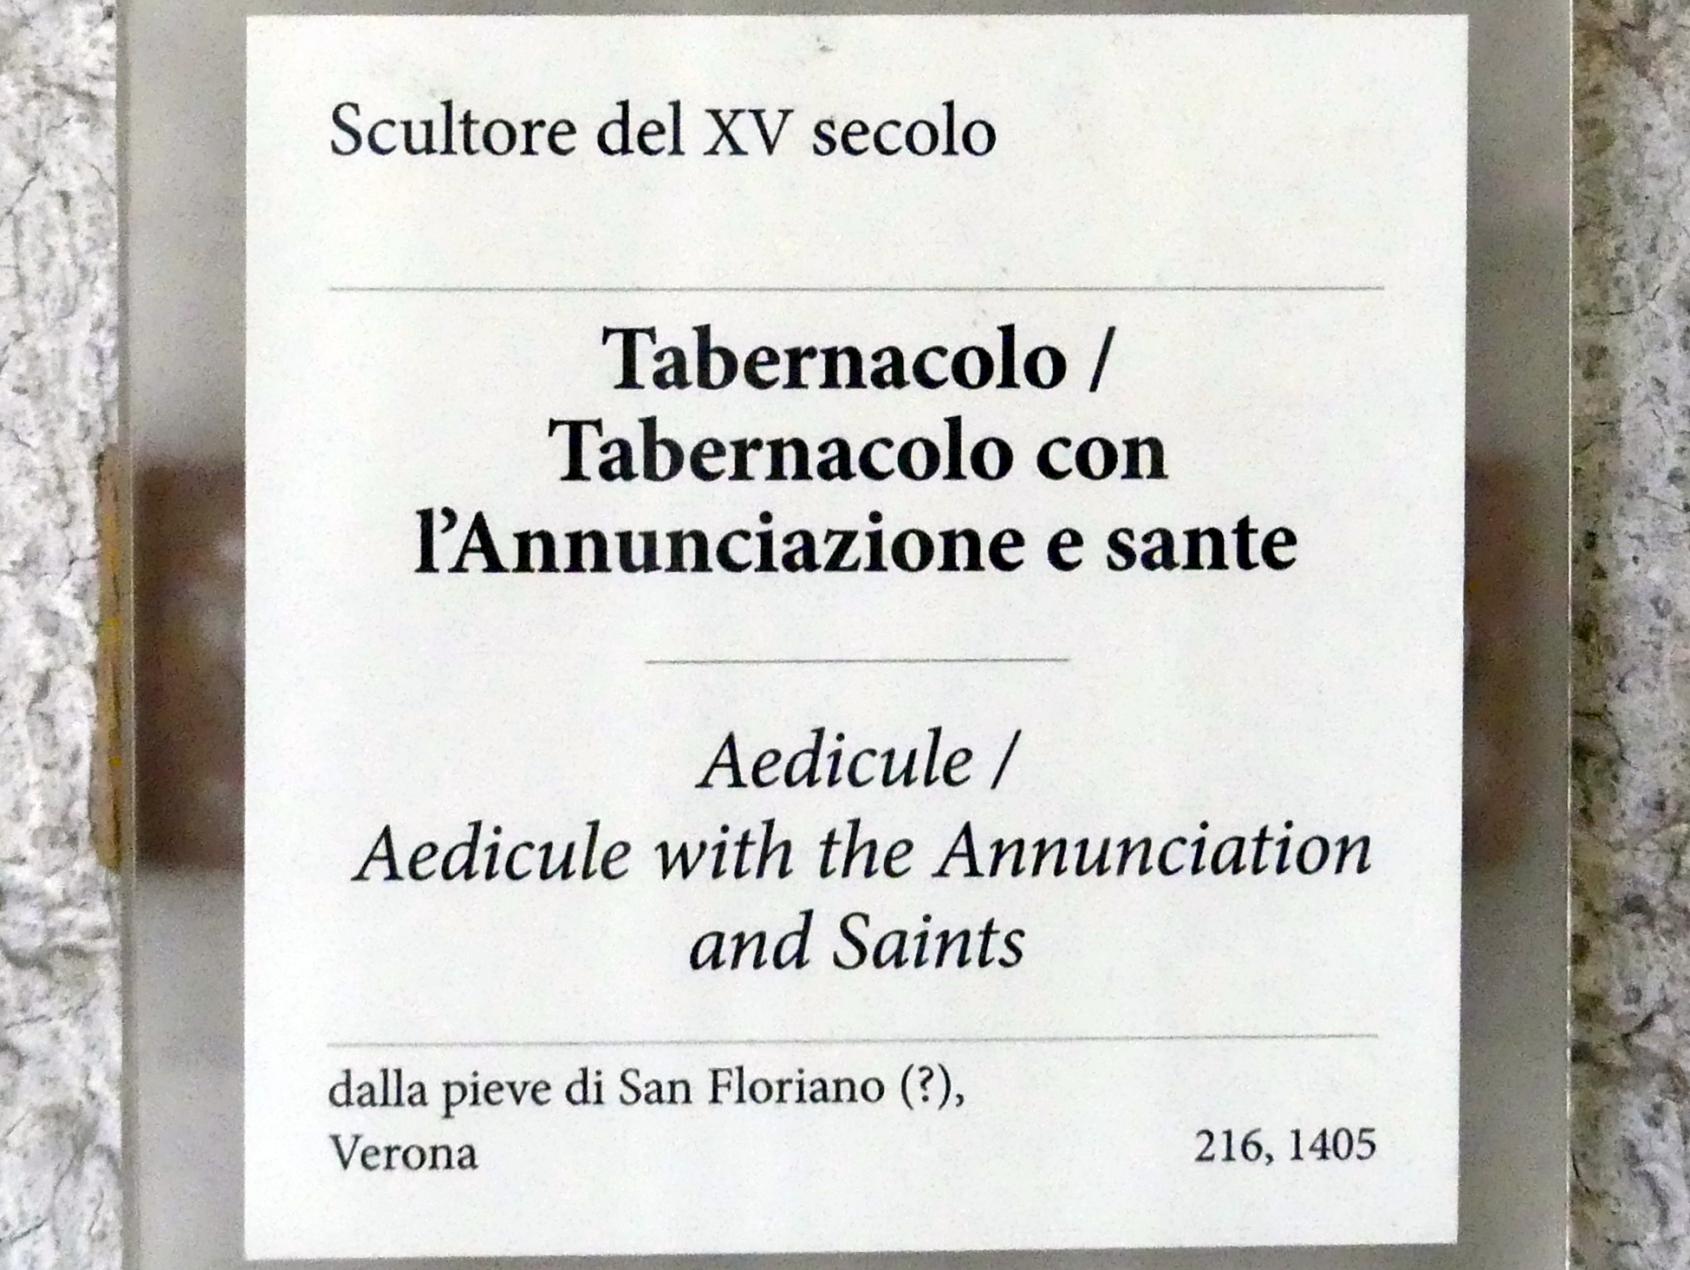 Scultore del XV secolo
Tabernacolo /
Tabernacolo con
l’Annunciazione e sante
Aedicule /
Aedicule with the Annunciation
and Saints
dalla pieve di San Floriano (?),
Verona
216, 1405